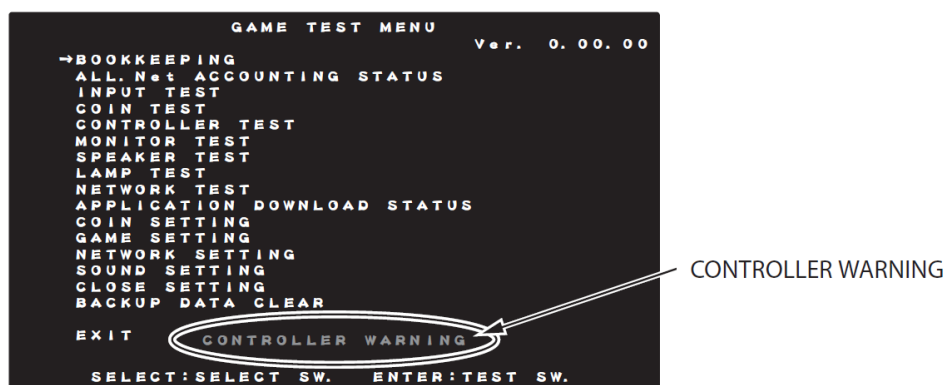 GAME TEST MENU
Ver. 0.00.00
→BOOKKEEPING
ALL.Net ACCOUNTING STATUS
INPUT TEST
COIN TEST
CONTROLLER TEST
MONITOR TEST
SPEAKER TEST
LAMP TEST
NETWORK TEST
APPLICATION DOWNLOAD STATUS
COIN SETTING
GAME SETTING
NETWORK SETTING
SOUND SETTING
CLOSE SETTING
BACKUP DATA CLEAR
EXIT
CONTROLLER WARNING
CONTROLLER WARNING
SELECT:SELECT SW. ENTER:TEST SW.